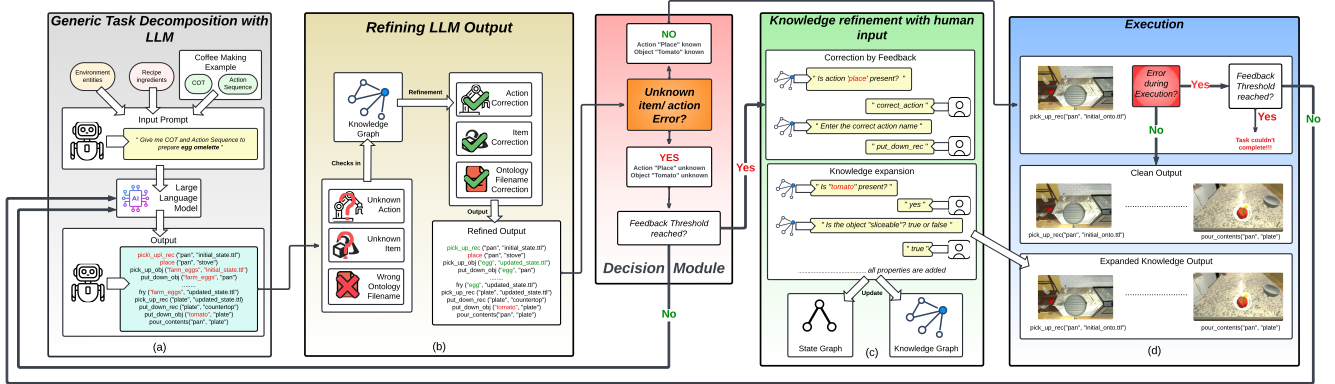 Generic Task Decomposition with
LLM
Environment
entities
Recipe
ingredients
Coffee Making
Example
COT
Action
Sequence
Input Prompt
" Give me COT and Action Sequence to
prepare egg omelette "
AI
Large
Language
Model
Output
pick\_up\_rec ("pan", "initial_state.ttl")
place ("pan", "stove")
pick_up_obj ("farm_eggs", "initial_state.ttl")
put_down_obj ("farm_eggs", "pan")
........
fry ("farm_eggs", "updated_state.ttl")
pick_up_rec ("plate", "updated_state.ttl")
put_down_rec ("plate", "countertop")
put_down_obj ("tomato", "plate")
pour_contents("pan", "plate")
(a)
Refining LLM Output
Knowledge
Graph
Refinement
Action
Correction
Item
Correction
Ontology
Filename
Correction
Checks in
Unknown
Action
Unknown
Item
Wrong
Ontology
Filename
Output
Refined Output
pick_up_rec ("pan", "initial_state.ttl")
place ("pan", "stove")
pick_up_obj ("egg", "updated_state.ttl")
put_down_obj ("egg", "pan")
.......
fry ("egg", "updated_state.ttl")
pick_up_rec ("plate", "updated_state.ttl")
put_down_rec ("plate", "countertop")
put_down_obj ("tomato", "plate")
pour_contents("pan", "plate")
(b)
NO
Action "Place" known
Object "Tomato" known
Unknown
item/ action
Error?
YES
Action "Place" unknown
Object "Tomato" unknown
Feedback Threshold
reached?
Decision Module
Yes
No
Knowledge refinement with human
input
Correction by Feedback
" Is action 'place' present? "
" correct_action "
" Enter the correct action name "
" put_down_rec "
Knowledge expansion
" Is "tomato" present? "
" yes "
" Is the object "sliceable"? true or false "
" true "
........ all properties are added
Update
State Graph
Knowledge Graph
(c)
Execution
pick_up_rec("pan", "initial_onto.ttl")
Error
during
Execution?
Yes
Feedback
Threshold
reached?
Yes
Task couldn't
complete!!!
No
No
Clean Output
pick_up_rec("pan", "initial_onto.ttl")
pour_contents("pan", "plate")
Expanded Knowledge Output
pick_up_rec("pan", "initial_onto.ttl")
pour_contents("pan", "plate")
(d)